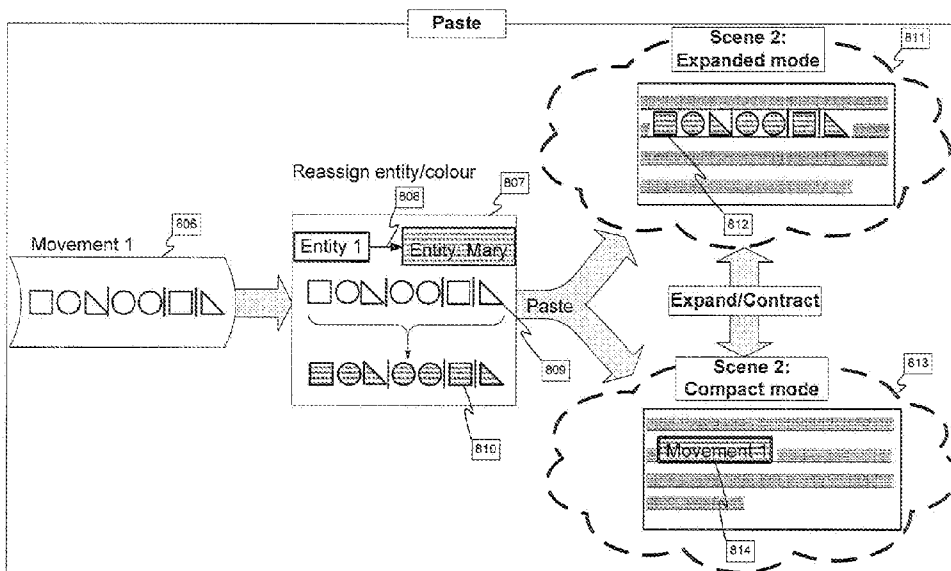 Paste
Scene 2:
Expanded mode
811
812
Reassign entity/colour
807
808
Entity 1
Entity: Mary
806
Movement 1
809
810
Paste
Expand/Contract
Scene 2:
Compact mode
813
Movement 1
814